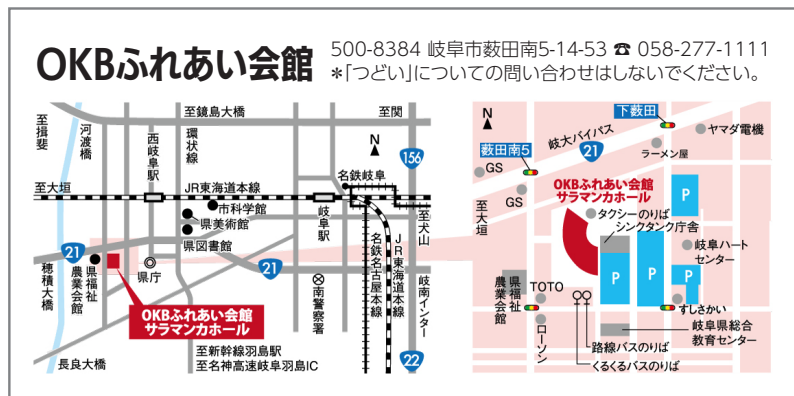 OKBふれあい会館
500-8384 岐阜市薮田南5-14-53 ☎ 058-277-1111
*「つどい」についての問い合わせはしないでください。
至鏡島大橋
至関
至揖斐
河渡橋
西岐阜駅
環状線
N
156
名鉄岐阜
至大垣
JR東海道本線
市科学館
県美術館
県図書館
岐阜駅
至犬山
21
穂積大橋
県福祉
農業会館
県庁
21
南警察署
名鉄名古屋本線
JR東海道本線
岐南インター
OKBふれあい会館
サラマンカホール
長良大橋
至新幹線羽島駅
至名神高速岐阜羽島IC
22
N
下薮田
岐大バイパス
ヤマダ電機
薮田南5
21
ラーメン屋
GS
GS
OKBふれあい会館
サラマンカホール
P
至大垣
タクシーのりば
シンクタンク庁舎
岐阜ハート
センター
P
P
P
県福祉
農業会館
TOTO
すしさかい
ローソン
岐阜県総合
教育センター
路線バスのりば
くるくるバスのりば